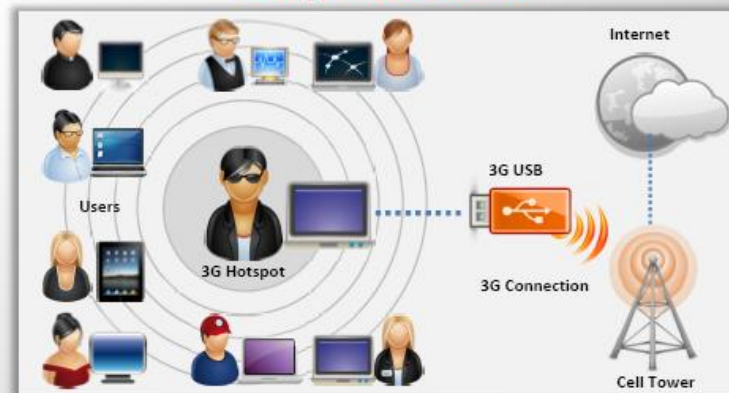 Internet
3G USB
Users
3G Hotspot
3G Connection
Cell Tower